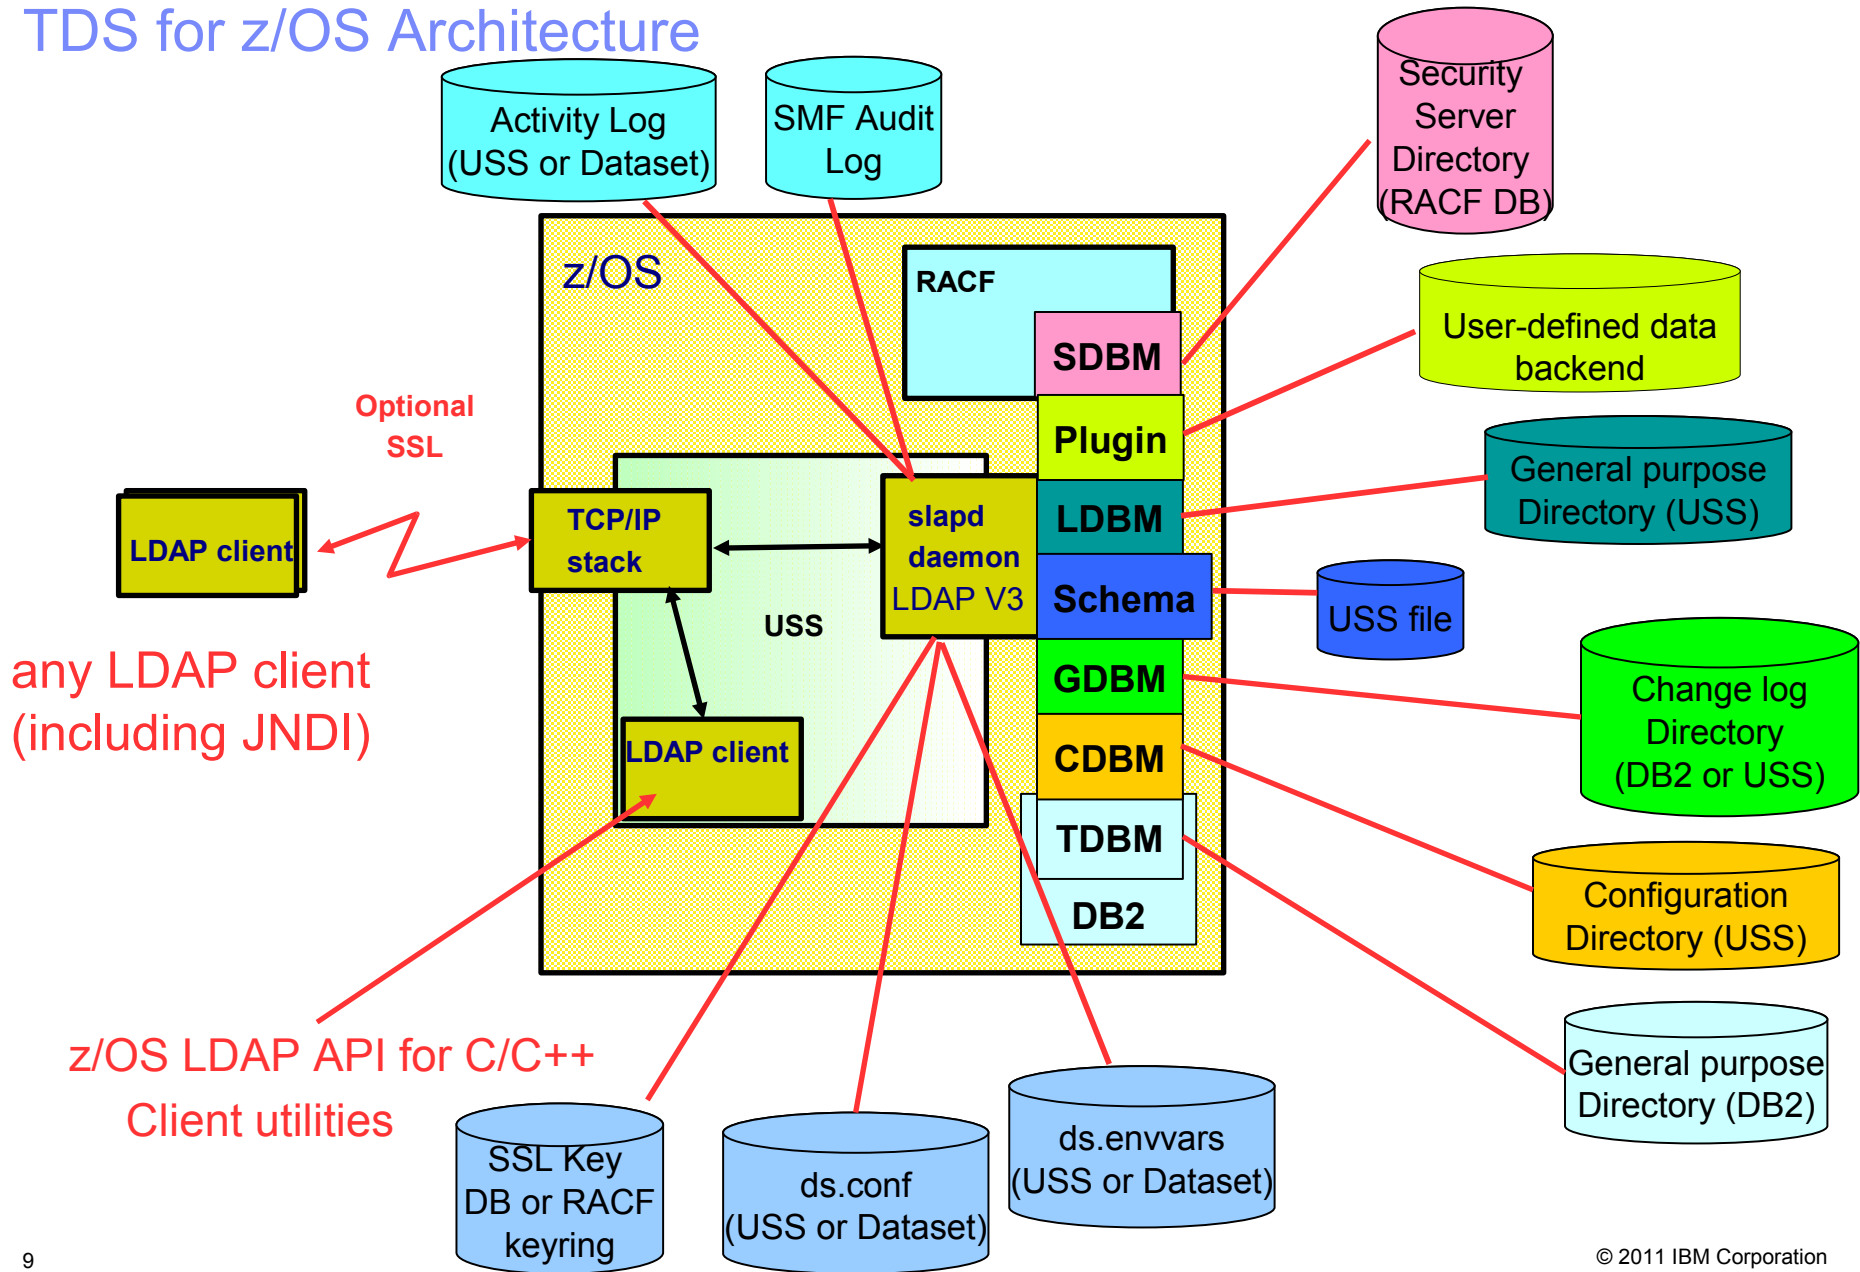 TDS for z/OS Architecture
Activity Log
(USS or Dataset)
SMF Audit
Log
Security
Server
Directory
(RACF DB)
z/OS
RACF
SDBM
User-defined data
backend
Optional
SSL
Plugin
General purpose
Directory (USS)
LDAP client
TCP/IP
stack
slapd
daemon
LDAP V3
LDBM
Schema
USS file
USS
any LDAP client
(including JNDI)
GDBM
Change log
Directory
(DB2 or USS)
LDAP client
CDBM
TDBM
DB2
Configuration
Directory (USS)
z/OS LDAP API for C/C++
Client utilities
General purpose
Directory (DB2)
SSL Key
DB or RACF
keyring
ds.conf
(USS or Dataset)
ds.envvars
(USS or Dataset)
9
© 2011 IBM Corporation